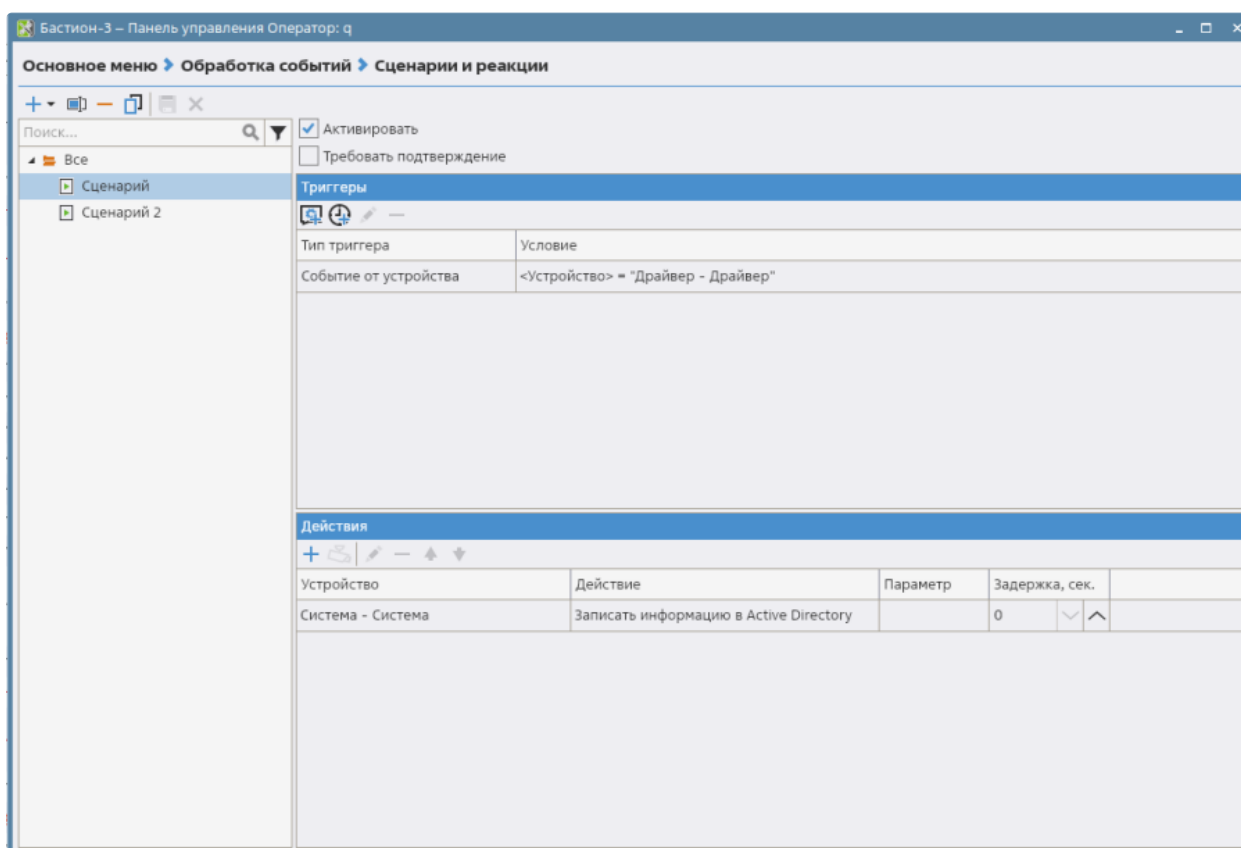 Бастион-3 – Панель управления Оператор: q
Основное меню Обработка событий Сценарии и реакции
Поиск...
Активировать
Требовать подтверждение
Все
Сценарий
Сценарий 2
Триггеры
Тип триггера Условие
Событие от устройства <Устройство> = "Драйвер - Драйвер"
Действия
Устройство Действие Параметр Задержка, сек.
Система - Система Записать информацию в Active Directory 0